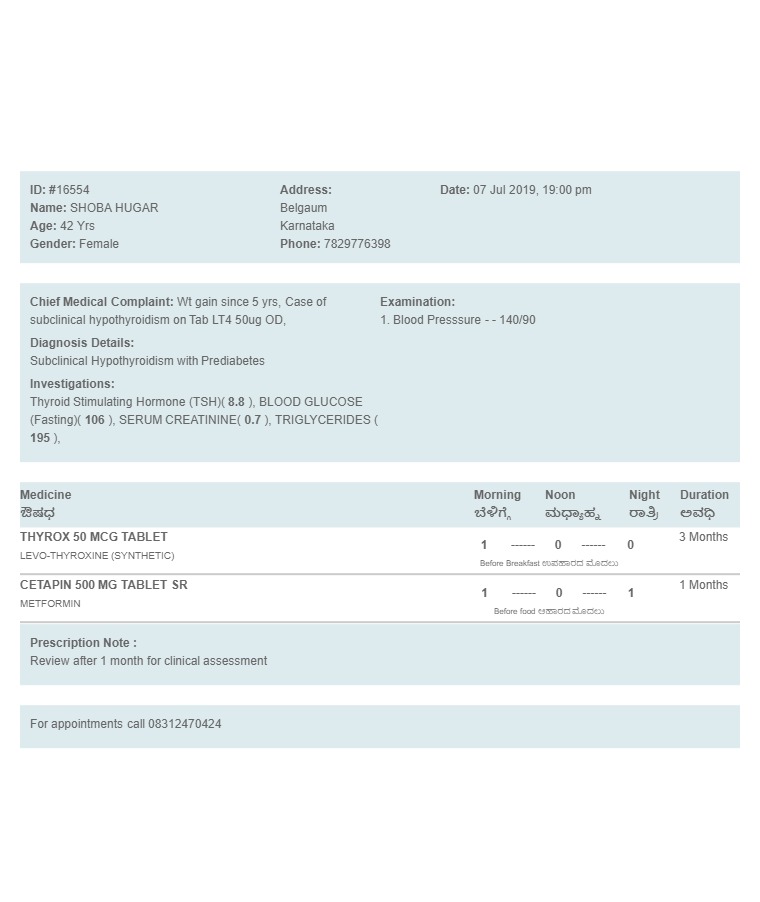 ID: #16554
Name: SHOBA HUGAR
Age: 42 Yrs
Gender: Female
Address:
Belgaum
Karnataka
Phone: 7829776398
Date: 07 Jul 2019, 19:00 pm
Chief Medical Complaint: Wt gain since 5 yrs, Case of
subclinical hypothyroidism on Tab LT4 50ug OD,
Diagnosis Details:
Subclinical Hypothyroidism with Prediabetes
Investigations:
Thyroid Stimulating Hormone (TSH)( 8.8 ), BLOOD GLUCOSE
(Fasting)( 106 ), SERUM CREATININE( 0.7 ), TRIGLYCERIDES (
195 ),
Examination:
1. Blood Presssure - - 140/90
Medicine Morning Noon Night Duration
ಔಷಧ ಬೆಳಿಗ್ಗೆ ಮಧ್ಯಾಹ್ನ ರಾತ್ರಿ ಅವಧಿ
THYROX 50 MCG TABLET 3 Months
LEVO-THYROXINE (SYNTHETIC) 1 ------ 0 ------ 0
Before Breakfast ಉಪಹಾರದ ಮೊದಲು
CETAPIN 500 MG TABLET SR 1 Months
METFORMIN 1 ------ 0 ------ 1
Before food ಆಹಾರದ ಮೊದಲು
Prescription Note :
Review after 1 month for clinical assessment
For appointments call 08312470424